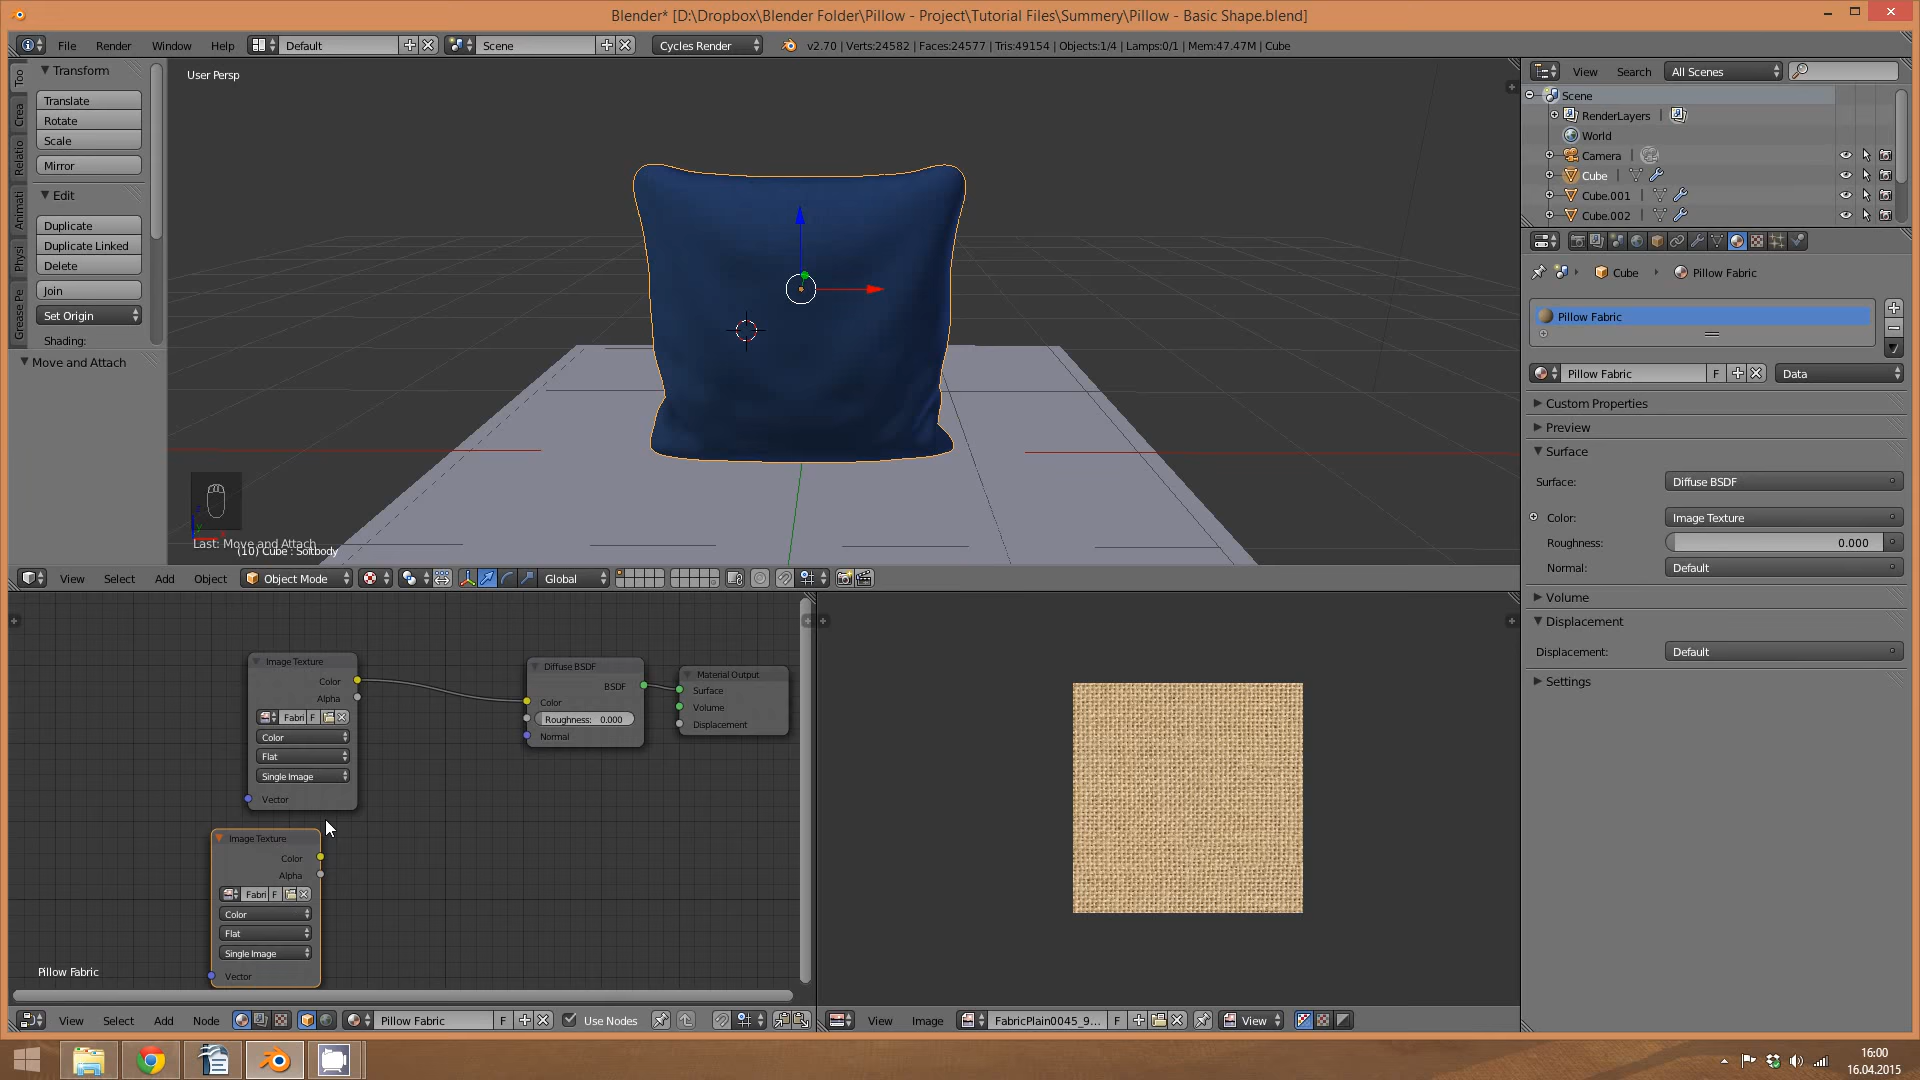 Blender* [D:\Dropbox\Blender Folder\Pillow - Project\Tutorial Files\Summery\Pillow - Basic Shape.blend]
File Render Window Help Default Scene Cycles Render v2.70 | Verts:24582 | Faces:24577 | Tris:49154 | Objects:1/4 | Lamps:0/1 | Mem:47.47M | Cube
Too
Crea
Relatio
Animati
Physi
Grease Pe
Transform
Translate
Rotate
Scale
Mirror
Edit
Duplicate
Duplicate Linked
Delete
Join
Set Origin
Shading:
Move and Attach
User Persp
Last: Move and Attach
(10) Cube : Softbody
View Select Add Object Object Mode Global
View Search All Scenes
Scene
RenderLayers
World
Camera
Cube
Cube.001
Cube.002
Cube Pillow Fabric
Pillow Fabric
Pillow Fabric F Data
Custom Properties
Preview
Surface
Surface: Diffuse BSDF
Color: Image Texture
Roughness: 0.000
Normal: Default
Volume
Displacement
Displacement: Default
Settings
Image Texture
Color
Alpha
Fabri F
Color
Flat
Single Image
Vector
Diffuse BSDF
BSDF
Color
Roughness: 0.000
Normal
Material Output
Surface
Volume
Displacement
Image Texture
Color
Alpha
Fabri F
Color
Flat
Single Image
Vector
Pillow Fabric
View Select Add Node Pillow Fabric F Use Nodes
View Image FabricPlain0045_9... F View
16:00
16.04.2015